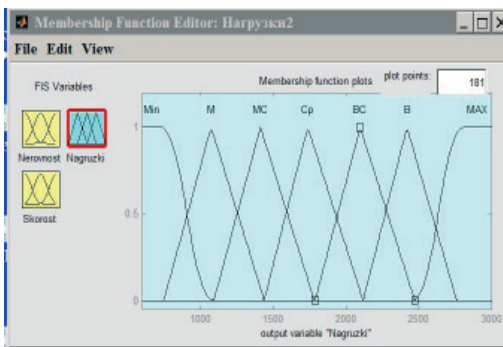 Membership Function Editor: Нагрузки2
File Edit View
FIS Variables
Membership function plots plot points: 181
Min M MC Cp BC B MAX
1
0.5
0
Nerovnost Nagruzki
Skorost
1000 1500 2000 2500 3000
output variable "Nagruzki"